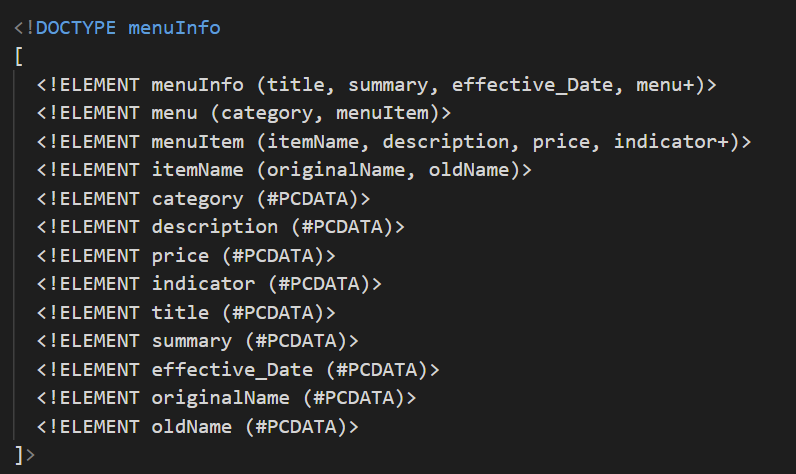 <!DOCTYPE menuInfo
[
<!ELEMENT menuInfo (title, summary, effective_Date, menu+)>
<!ELEMENT menu (category, menuItem)>
<!ELEMENT menuItem (itemName, description, price, indicator+)>
<!ELEMENT itemName (originalName, oldName)>
<!ELEMENT category (#PCDATA)>
<!ELEMENT description (#PCDATA)>
<!ELEMENT price (#PCDATA)>
<!ELEMENT indicator (#PCDATA)>
<!ELEMENT title (#PCDATA)>
<!ELEMENT summary (#PCDATA)>
<!ELEMENT effective_Date (#PCDATA)>
<!ELEMENT originalName (#PCDATA)>
<!ELEMENT oldName (#PCDATA)>
]>